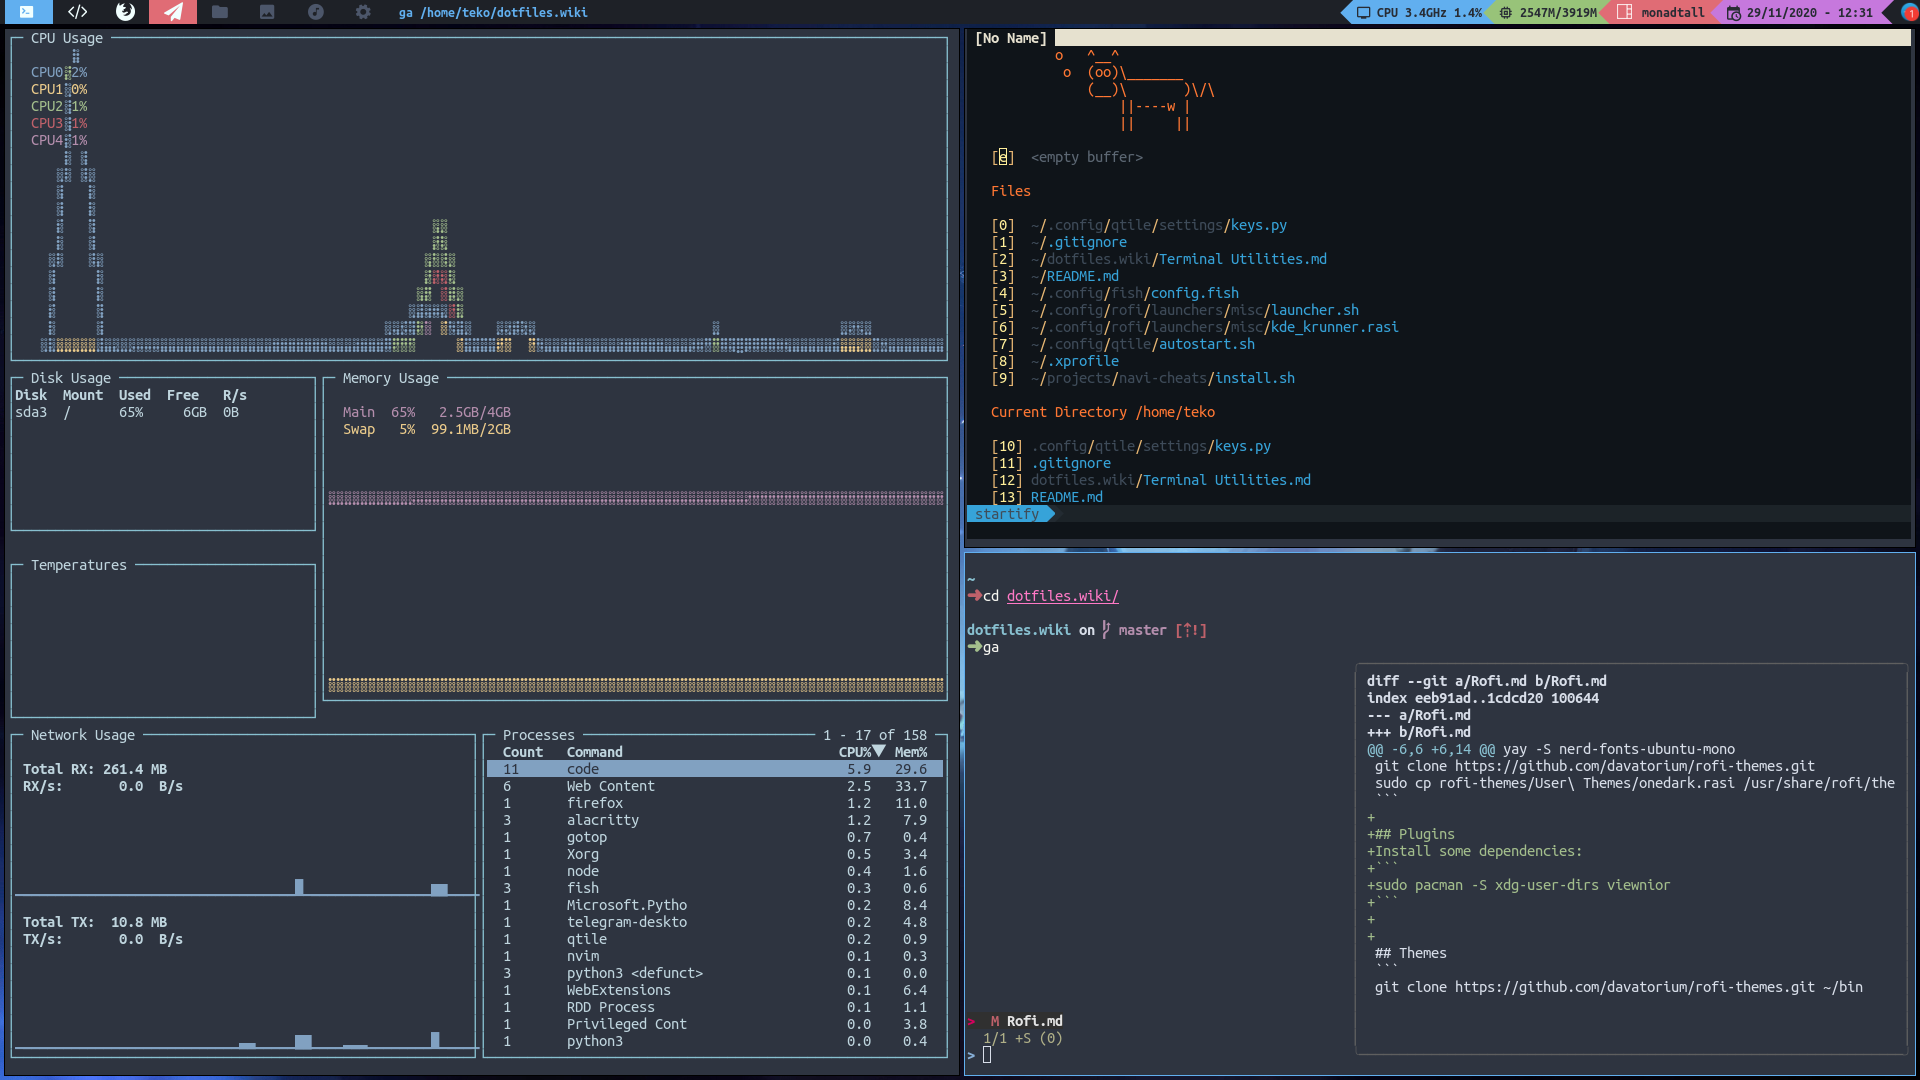 ga /home/teko/dotfiles.wiki
CPU 3.4GHz 1.4%
2547M/3919M
monadtall
29/11/2020 - 12:31
1
CPU Usage
CPU0 2%
CPU1 0%
CPU2 1%
CPU3 1%
CPU4 1%
Disk Usage
Disk Mount Used Free R/s
sda3 / 65% 6GB 0B
Memory Usage
Main 65% 2.5GB/4GB
Swap 5% 99.1MB/2GB
Temperatures
Network Usage
Total RX: 261.4 MB
RX/s: 0.0 B/s
Total TX: 10.8 MB
TX/s: 0.0 B/s
Processes 1 - 17 of 158
Count Command CPU%▼ Mem%
11 code 5.9 29.6
6 Web Content 2.5 33.7
1 firefox 1.2 11.0
3 alacritty 1.2 7.9
1 gotop 0.7 0.4
1 Xorg 0.5 3.4
1 node 0.4 1.6
3 fish 0.3 0.6
1 Microsoft.Pytho 0.2 8.4
1 telegram-deskto 0.2 4.8
1 qtile 0.2 0.9
1 nvim 0.1 0.3
3 python3 <defunct> 0.1 0.0
1 WebExtensions 0.1 6.4
1 RDD Process 0.1 1.1
1 Privileged Cont 0.0 3.8
1 python3 0.0 0.4
[No Name]
o   ^__^
 o  (oo)\_______
    (__)\       )\/\
        ||----w |
        ||     ||
[e] <empty buffer>
Files
[0] ~/.config/qtile/settings/keys.py
[1] ~/.gitignore
[2] ~/dotfiles.wiki/Terminal Utilities.md
[3] ~/README.md
[4] ~/.config/fish/config.fish
[5] ~/.config/rofi/launchers/misc/launcher.sh
[6] ~/.config/rofi/launchers/misc/kde_krunner.rasi
[7] ~/.config/qtile/autostart.sh
[8] ~/.xprofile
[9] ~/projects/navi-cheats/install.sh
Current Directory /home/teko
[10] .config/qtile/settings/keys.py
[11] .gitignore
[12] dotfiles.wiki/Terminal Utilities.md
[13] README.md
startify
~
➜cd dotfiles.wiki/
dotfiles.wiki on master [⇡!]
➜ga
diff --git a/Rofi.md b/Rofi.md
index eeb91ad..1cdcd20 100644
--- a/Rofi.md
+++ b/Rofi.md
@@ -6,6 +6,14 @@ yay -S nerd-fonts-ubuntu-mono
git clone https://github.com/davatorium/rofi-themes.git
sudo cp rofi-themes/User\ Themes/onedark.rasi /usr/share/rofi/the
```
+
+## Plugins
+Install some dependencies:
+```
+sudo pacman -S xdg-user-dirs viewnior
+```
+
+
## Themes
```
git clone https://github.com/davatorium/rofi-themes.git ~/bin
> M Rofi.md
1/1 +S (0)
>